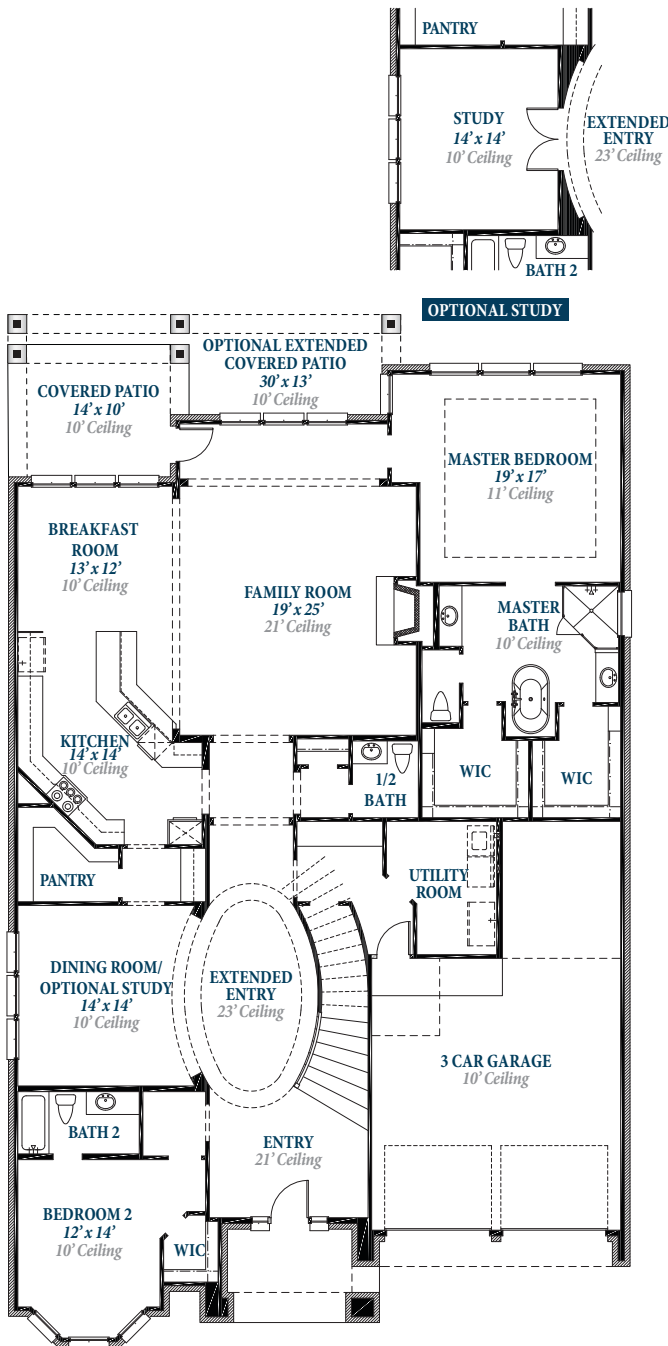 PANTRY
STUDY
14' x 14'
10' Ceiling
EXTENDED
ENTRY
23' Ceiling
BATH 2
OPTIONAL STUDY
OPTIONAL EXTENDED
COVERED PATIO
30' x 13'
10' Ceiling
COVERED PATIO
14' x 10'
10' Ceiling
MASTER BEDROOM
19' x 17'
11' Ceiling
BREAKFAST
ROOM
13' x 12'
10' Ceiling
FAMILY ROOM
19' x 25'
21' Ceiling
MASTER
BATH
10' Ceiling
KITCHEN
14' x 14'
10' Ceiling
1/2
BATH
WIC
WIC
PANTRY
UTILITY
ROOM
DINING ROOM/
OPTIONAL STUDY
14' x 14'
10' Ceiling
EXTENDED
ENTRY
23' Ceiling
3 CAR GARAGE
10' Ceiling
BATH 2
ENTRY
21' Ceiling
BEDROOM 2
12' x 14'
10' Ceiling
WIC